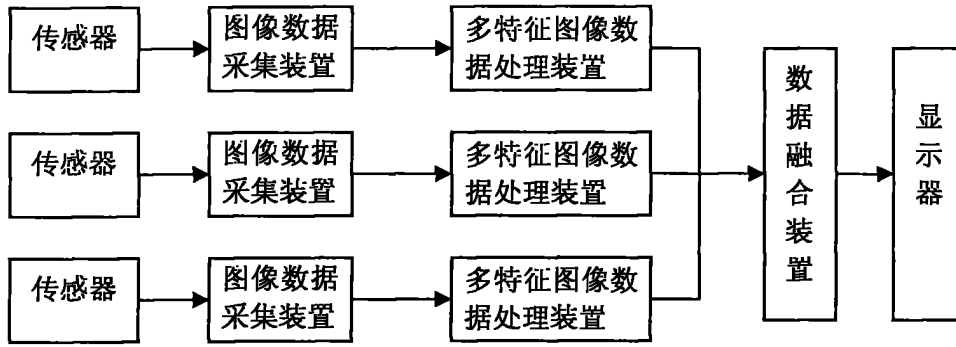 传感器
图像数据
采集装置
多特征图像数
据处理装置
传感器
图像数据
采集装置
多特征图像数
据处理装置
传感器
图像数据
采集装置
多特征图像数
据处理装置
数据融合装置
显示器